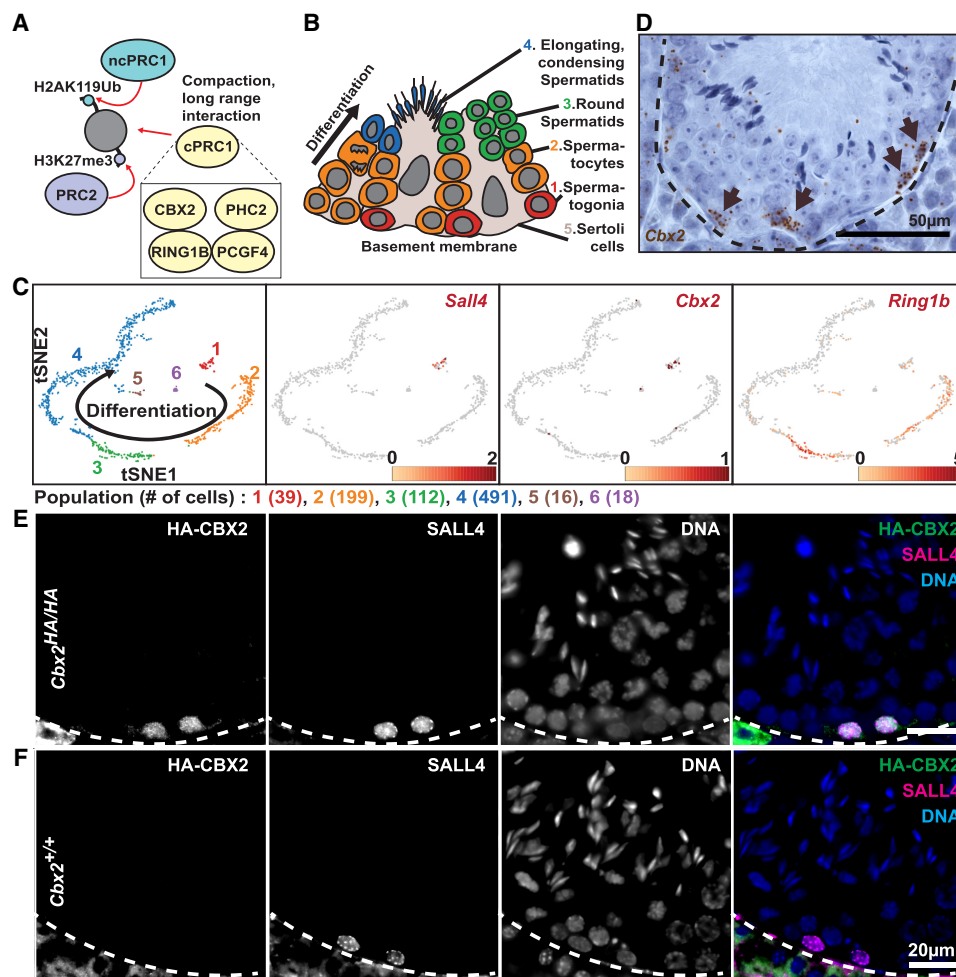 A
ncPRC1
H2AK119Ub
Compaction,
long range
interaction
cPRC1
H3K27me3
PRC2
CBX2
PHC2
RING1B
PCGF4
B
Differentiation
4. Elongating,
condensing
Spermatids
3.Round
Spermatids
2.Sperma-
tocytes
1.Sperma-
togonia
5.Sertoli
cells
Basement membrane
D
Cbx2
50µm
C
tSNE2
tSNE1
4
5
6
1
2
3
Differentiation
Sall4
0 2
Cbx2
0 1
Ring1b
0 5
Population (# of cells) : 1 (39), 2 (199), 3 (112), 4 (491), 5 (16), 6 (18)
E
Cbx2HA/HA
HA-CBX2
SALL4
DNA
HA-CBX2
SALL4
DNA
F
Cbx2+/+
HA-CBX2
SALL4
DNA
HA-CBX2
SALL4
DNA
20µm